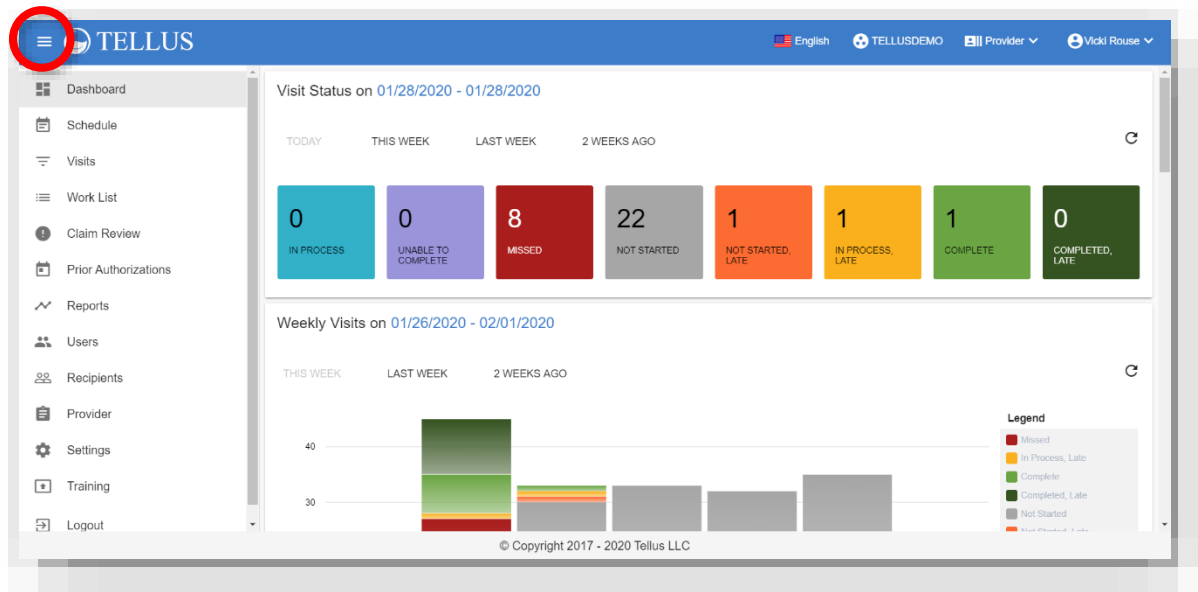 TELLUS
English
TELLUSDEMO
Provider
Vicki Rouse
Dashboard
Schedule
Visits
Work List
Claim Review
Prior Authorizations
Reports
Users
Recipients
Provider
Settings
Training
Logout
Visit Status on 01/28/2020 - 01/28/2020
TODAY THIS WEEK LAST WEEK 2 WEEKS AGO
0
IN PROCESS
0
UNABLE TO
COMPLETE
8
MISSED
22
NOT STARTED
1
NOT STARTED,
LATE
1
IN PROCESS,
LATE
1
COMPLETE
0
COMPLETED,
LATE
Weekly Visits on 01/26/2020 - 02/01/2020
THIS WEEK LAST WEEK 2 WEEKS AGO
40
30
Legend
Missed
In Process, Late
Complete
Completed, Late
Not Started
Not Started, Late
© Copyright 2017 - 2020 Tellus LLC